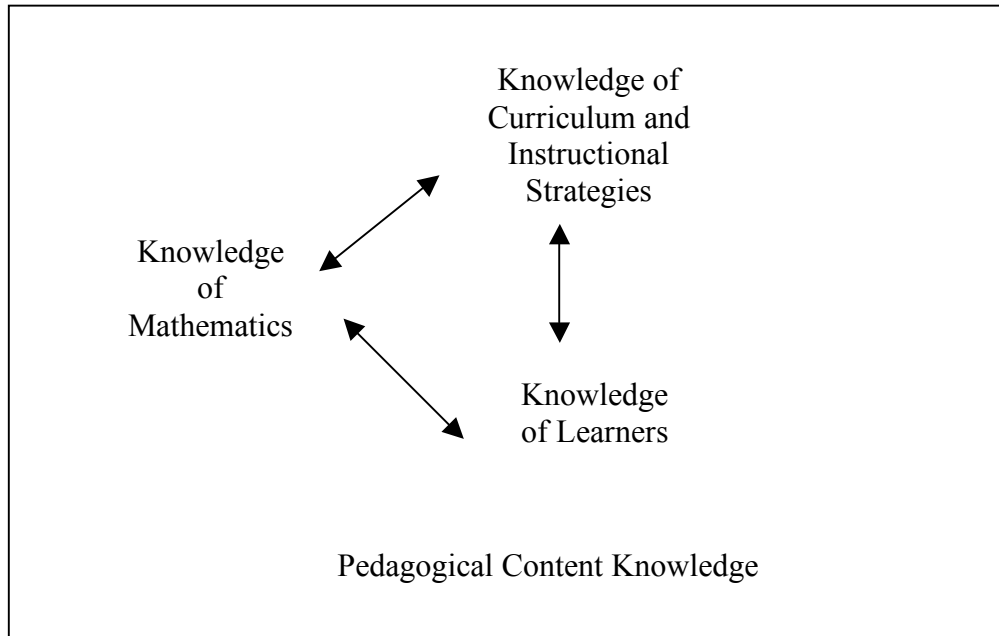 Knowledge of
Curriculum and
Instructional
Strategies
Knowledge
of
Mathematics
Knowledge
of Learners
Pedagogical Content Knowledge